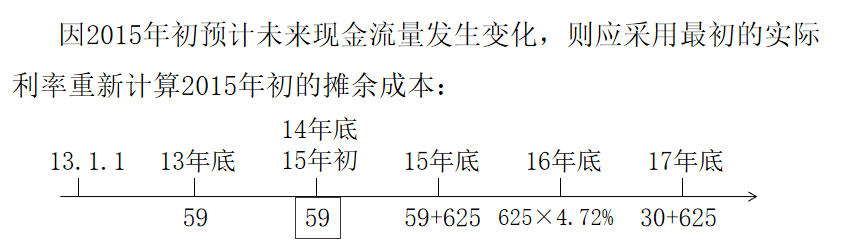 因2015年初预计未来现金流量发生变化，则应采用最初的实际
利率重新计算2015年初的摊余成本：
14年底
13.1.1 13年底 15年初 15年底 16年底 17年底
59 59 59+625 625×4.72% 30+625